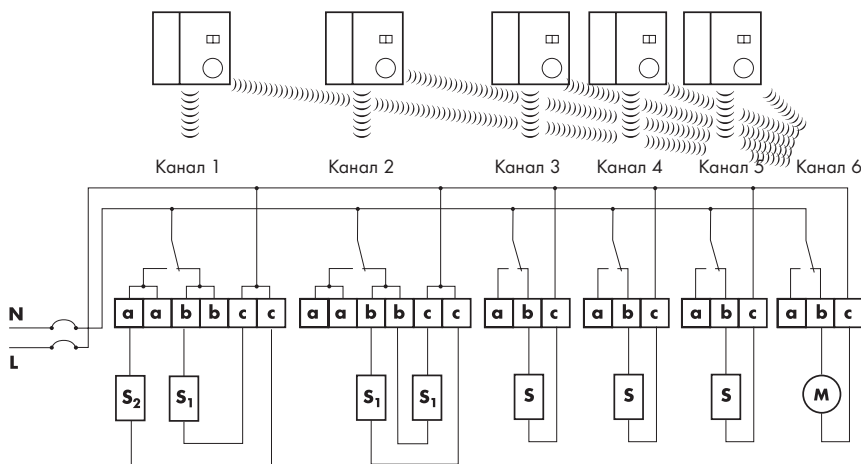 Канал 1 Канал 2 Канал 3 Канал 4 Канал 5 Канал 6
N
L
a a b b c c a a b b c c a b c a b c a b c a b c
S₂ S₁ S₁ S₁ S S S M